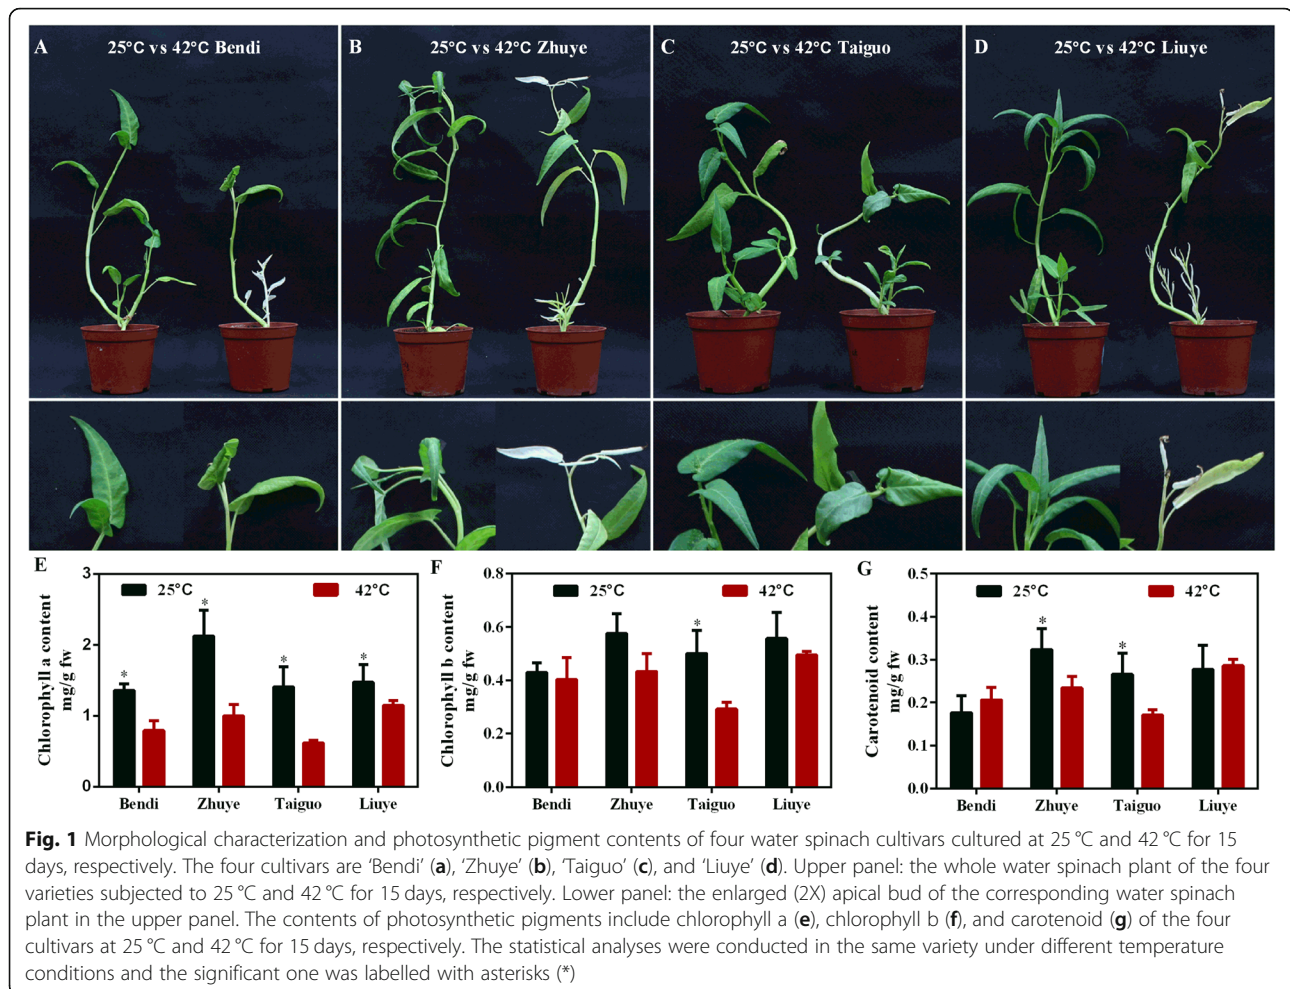 A 25°C vs 42°C Bendi
B 25°C vs 42°C Zhuye
C 25°C vs 42°C Taiguo
D 25°C vs 42°C Liuye
E
Chlorophyll a content
mg/g fw
3
2
1
0
25°C 42°C
* * * *
Bendi Zhuye Taiguo Liuye
F
Chlorophyll b content
mg/g fw
0.8
0.6
0.4
0.2
0.0
25°C 42°C
*
Bendi Zhuye Taiguo Liuye
G
Carotenoid content
mg/g fw
0.5
0.4
0.3
0.2
0.1
0.0
25°C 42°C
* *
Bendi Zhuye Taiguo Liuye
Fig. 1 Morphological characterization and photosynthetic pigment contents of four water spinach cultivars cultured at 25 °C and 42 °C for 15
days, respectively. The four cultivars are ‘Bendi’ (a), ‘Zhuye’ (b), ‘Taiguo’ (c), and ‘Liuye’ (d). Upper panel: the whole water spinach plant of the four
varieties subjected to 25 °C and 42 °C for 15 days, respectively. Lower panel: the enlarged (2X) apical bud of the corresponding water spinach
plant in the upper panel. The contents of photosynthetic pigments include chlorophyll a (e), chlorophyll b (f), and carotenoid (g) of the four
cultivars at 25 °C and 42 °C for 15 days, respectively. The statistical analyses were conducted in the same variety under different temperature
conditions and the significant one was labelled with asterisks (*)